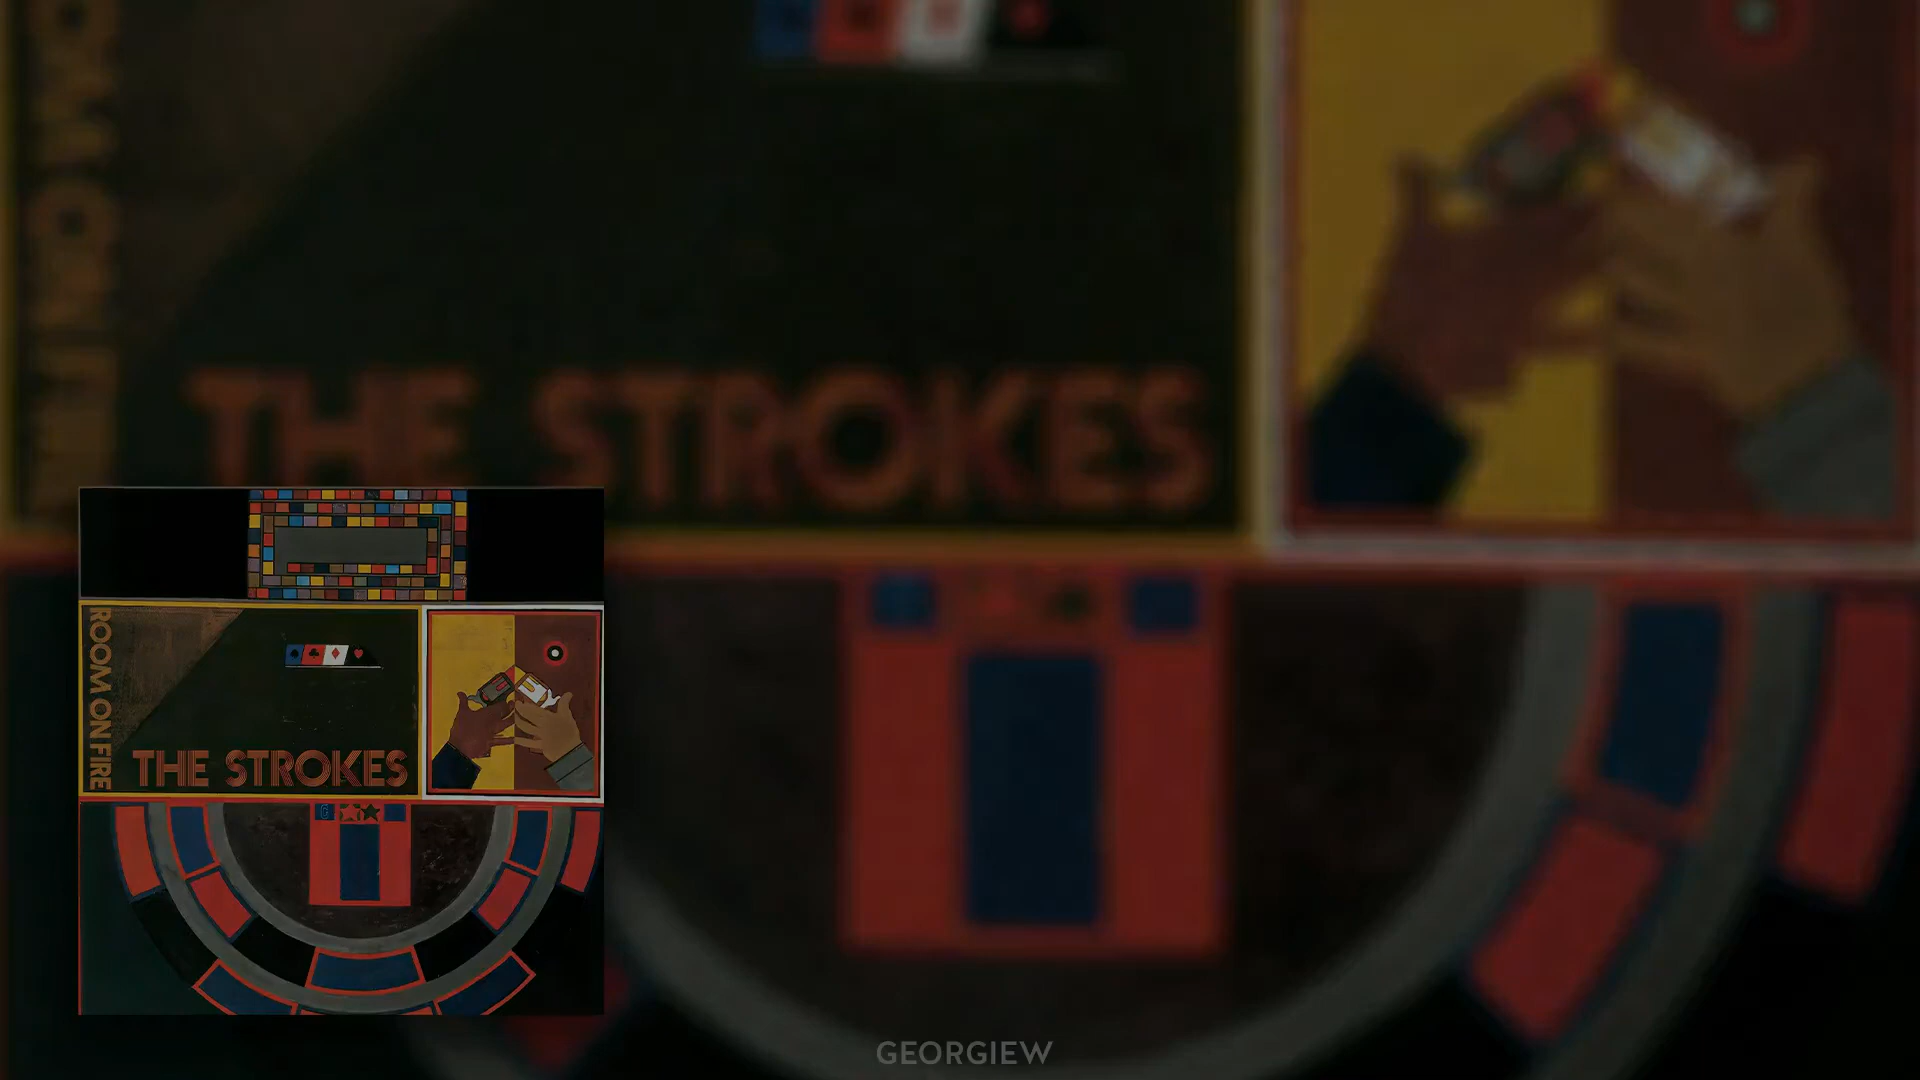 THE STROKES
ROOM ON FIRE
THE STROKES
GEORGIEW